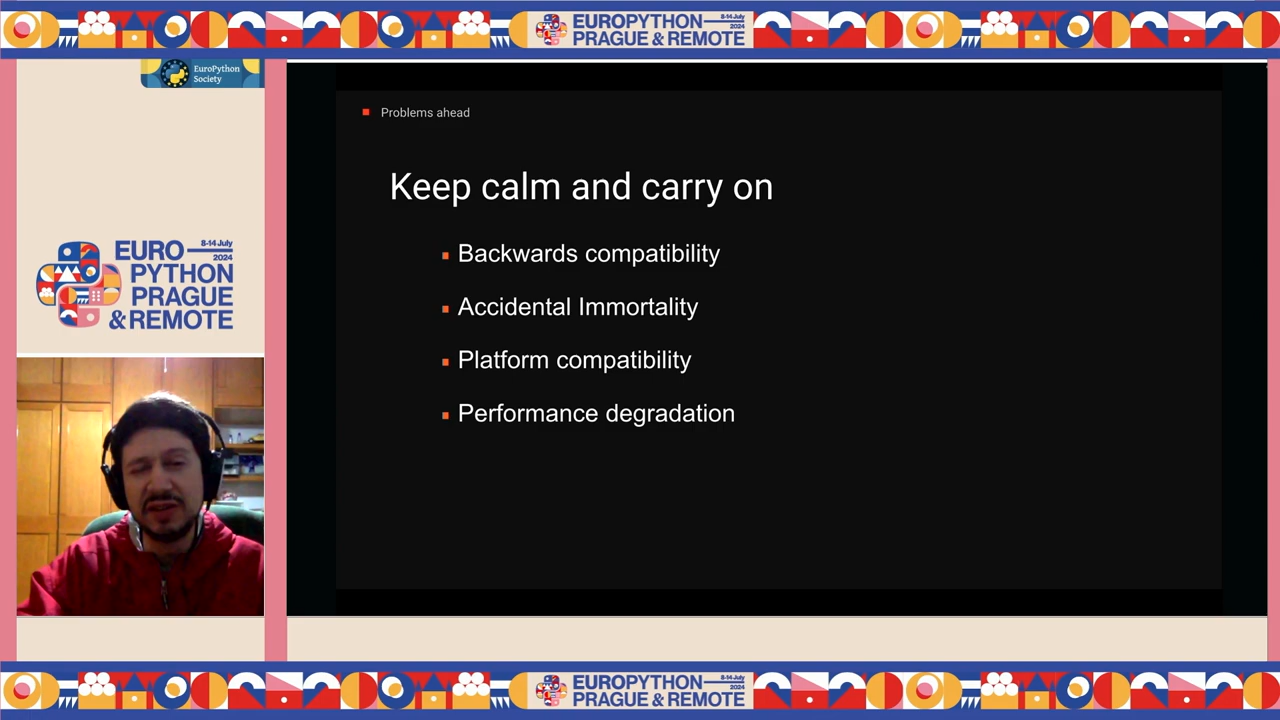 EUROPYTHON
8-14 July
2024
PRAGUE & REMOTE
EuroPython
Society
Problems ahead
Keep calm and carry on
Backwards compatibility
Accidental Immortality
Platform compatibility
Performance degradation
EURO
8-14 July
2024
PYTHON
PRAGUE
& REMOTE
EUROPYTHON
8-14 July
2024
PRAGUE & REMOTE